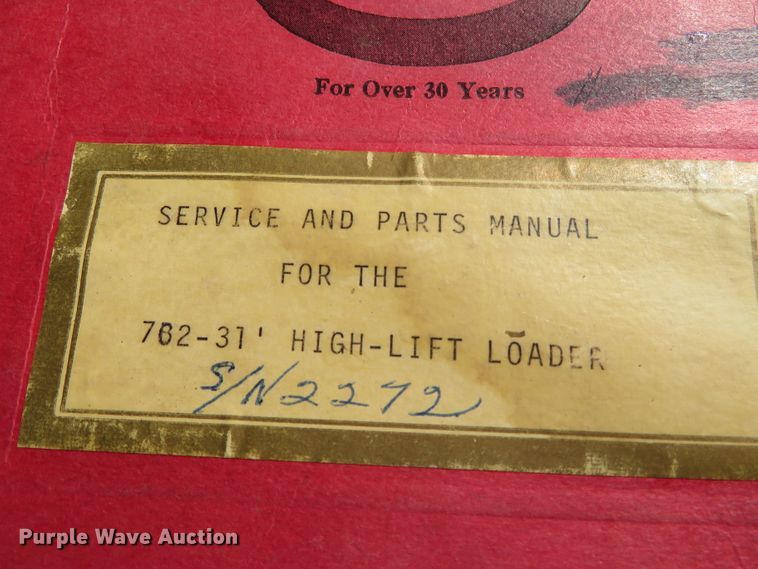 For Over 30 Years
SERVICE AND PARTS MANUAL
FOR THE
762-31' HIGH-LIFT LOADER
S/N 2272
Purple Wave Auction